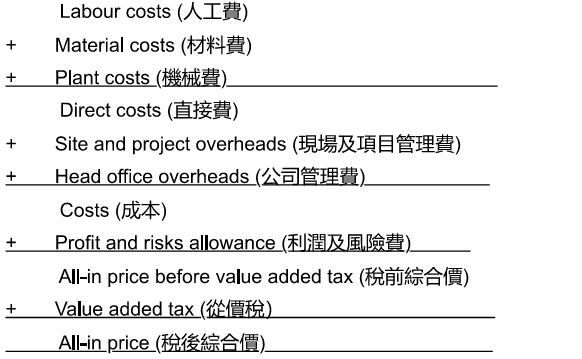 Labour costs (人工費)
+ Material costs (材料費)
+ Plant costs (機械費)
Direct costs (直接費)
+ Site and project overheads (現場及項目管理費)
+ Head office overheads (公司管理費)
Costs (成本)
+ Profit and risks allowance (利潤及風險費)
All-in price before value added tax (稅前綜合價)
+ Value added tax (從價稅)
All-in price (稅後綜合價)